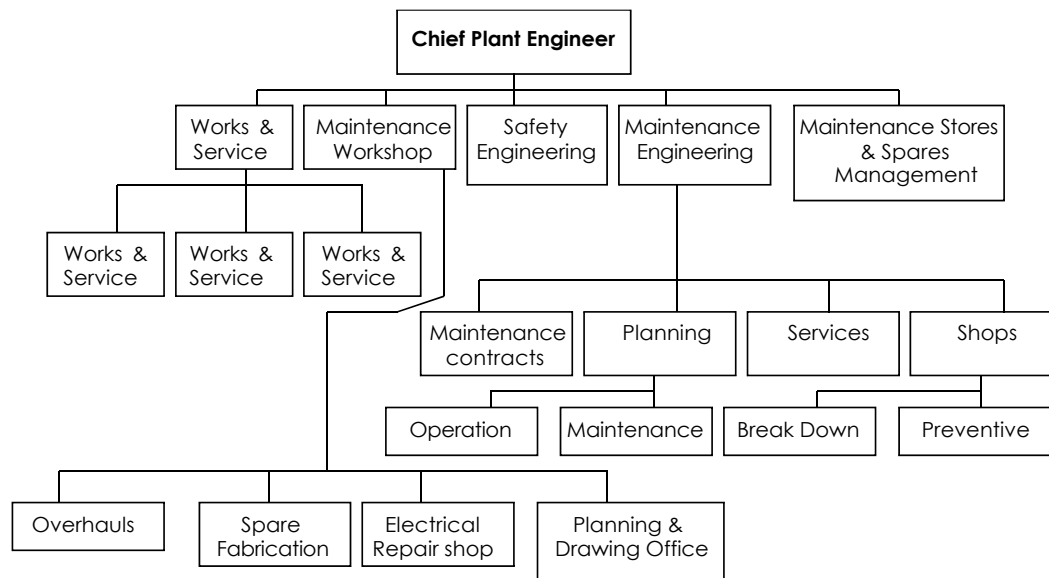 Chief Plant Engineer
Works &
Service
Maintenance
Workshop
Safety
Engineering
Maintenance
Engineering
Maintenance Stores
& Spares
Management
Works &
Service
Works &
Service
Works &
Service
Maintenance
contracts
Planning
Services
Shops
Operation
Maintenance
Break Down
Preventive
Overhauls
Spare
Fabrication
Electrical
Repair shop
Planning &
Drawing Office